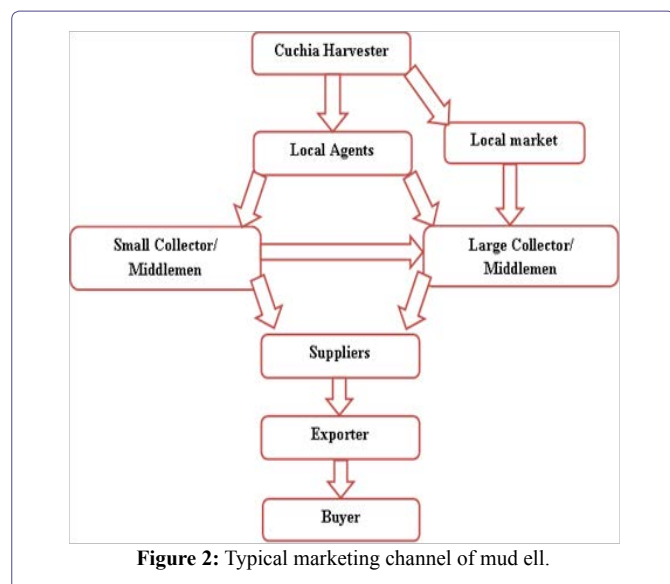 Cuchia Harvester
Local Agents
Local market
Small Collector/
Middlemen
Large Collector/
Middlemen
Suppliers
Exporter
Buyer
Figure 2: Typical marketing channel of mud ell.